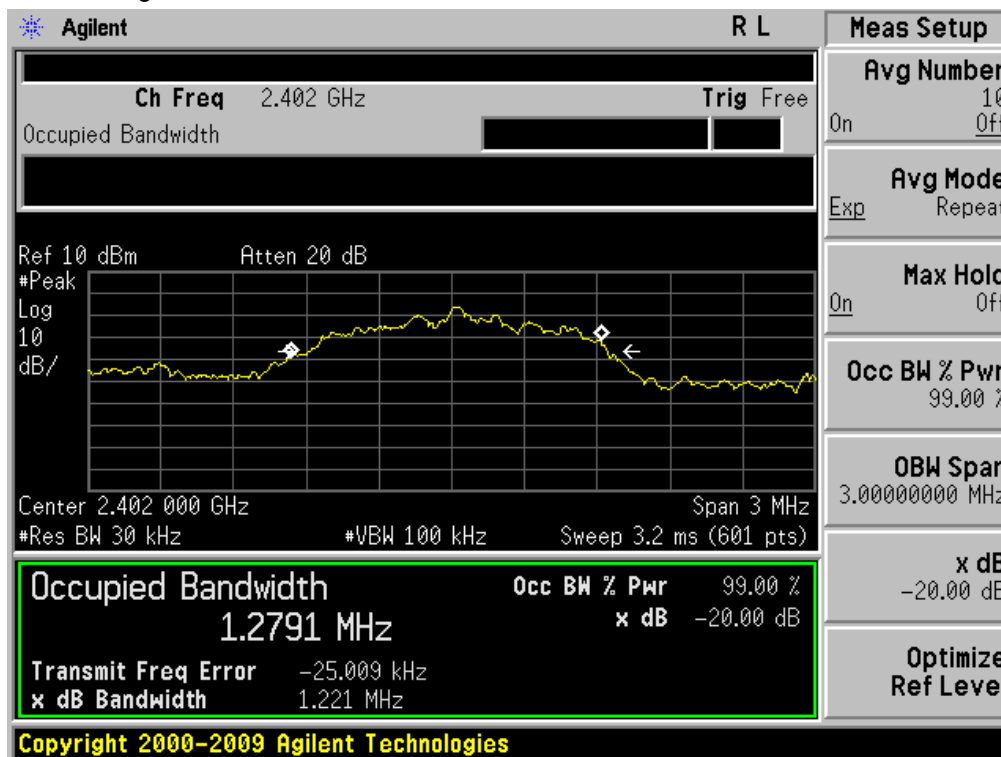 Agilent R L
Ch Freq 2.402 GHz Trig Free
Occupied Bandwidth
Ref 10 dBm Atten 20 dB
#Peak
Log
10
dB/
Center 2.402 000 GHz Span 3 MHz
#Res BW 30 kHz #VBW 100 kHz Sweep 3.2 ms (601 pts)
Occupied Bandwidth Occ BW % Pwr 99.00 %
1.2791 MHz x dB -20.00 dB
Transmit Freq Error -25.009 kHz
x dB Bandwidth 1.221 MHz
Copyright 2000-2009 Agilent Technologies
Meas Setup
Avg Number
10
On Off
Avg Mode
Exp Repeat
Max Hold
On Off
Occ BW % Pwr
99.00 %
OBW Span
3.00000000 MHz
x dB
-20.00 dB
Optimize
Ref Level